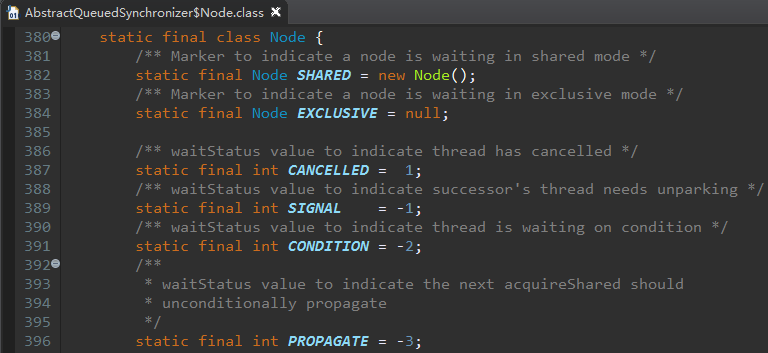 AbstractQueuedSynchronizer$Node.class
380 static final class Node {
381 /** Marker to indicate a node is waiting in shared mode */
382 static final Node SHARED = new Node();
383 /** Marker to indicate a node is waiting in exclusive mode */
384 static final Node EXCLUSIVE = null;
385
386 /** waitStatus value to indicate thread has cancelled */
387 static final int CANCELLED =  1;
388 /** waitStatus value to indicate successor's thread needs unparking */
389 static final int SIGNAL    = -1;
390 /** waitStatus value to indicate thread is waiting on condition */
391 static final int CONDITION = -2;
392 /**
393 * waitStatus value to indicate the next acquireShared should
394 * unconditionally propagate
395 */
396 static final int PROPAGATE = -3;